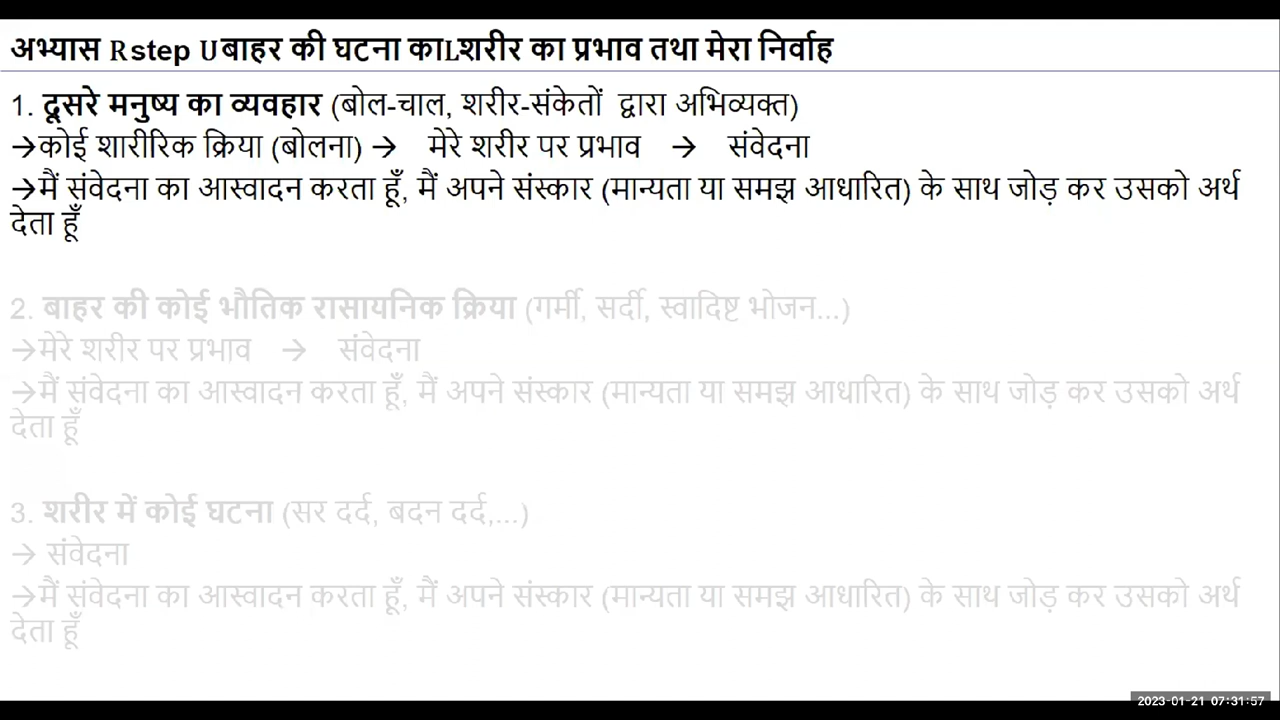 अभ्यास R step U बाहर की घटना काLशरीर का प्रभाव तथा मेरा निर्वाह
1. दूसरे मनुष्य का व्यवहार (बोल-चाल, शरीर-संकेतों द्वारा अभिव्यक्त)
→कोई शारीरिक क्रिया (बोलना) → मेरे शरीर पर प्रभाव → संवेदना
→मैं संवेदना का आस्वादन करता हूँ, मैं अपने संस्कार (मान्यता या समझ आधारित) के साथ जोड़ कर उसको अर्थ
देता हूँ
2. बाहर की कोई भौतिक रासायनिक क्रिया (गर्मी, सर्दी, स्वादिष्ट भोजन...)
→मेरे शरीर पर प्रभाव → संवेदना
→मैं संवेदना का आस्वादन करता हूँ, मैं अपने संस्कार (मान्यता या समझ आधारित) के साथ जोड़ कर उसको अर्थ
देता हूँ
3. शरीर में कोई घटना (सर दर्द, बदन दर्द,...)
→ संवेदना
→मैं संवेदना का आस्वादन करता हूँ, मैं अपने संस्कार (मान्यता या समझ आधारित) के साथ जोड़ कर उसको अर्थ
देता हूँ
2023-01-21 07:31:57